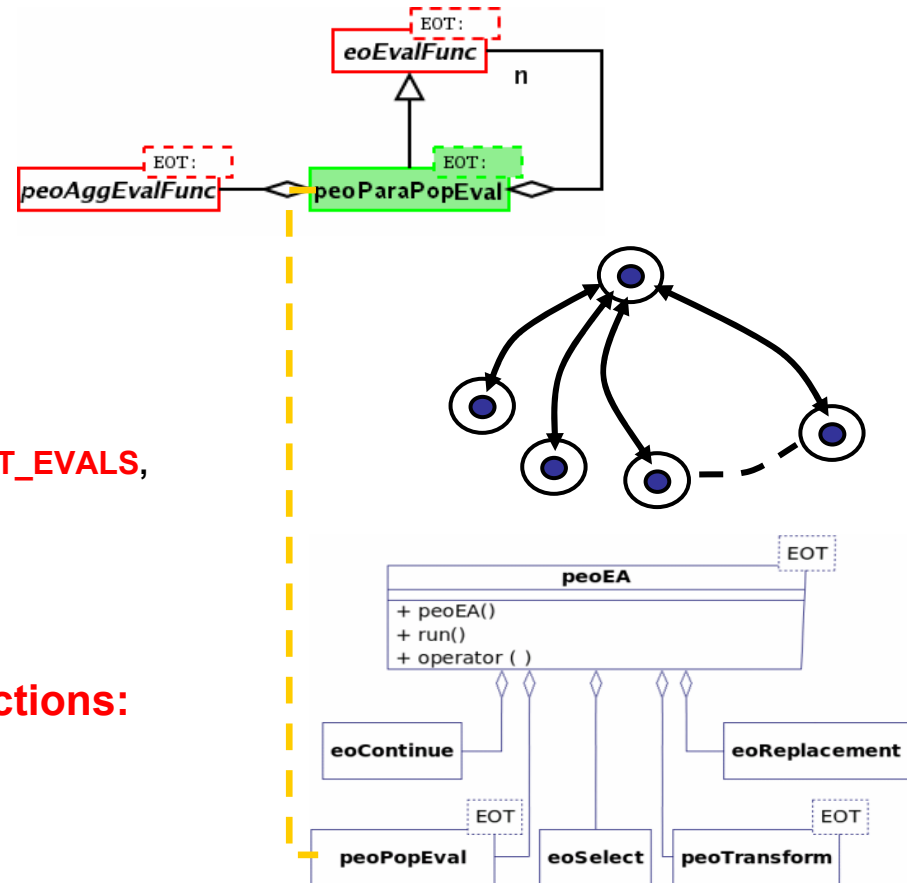 EOT:
eoEvalFunc
n
EOT:
EOT:
peoAggEvalFunc
peoParaPopEval
T_EVALS,
EOT
peoEA
+ peoEA()
+ run()
+ operator ( )
ctions:
eoContinue
eoReplacement
EOT
EOT
peoPopEval
eoSelect
peoTransform